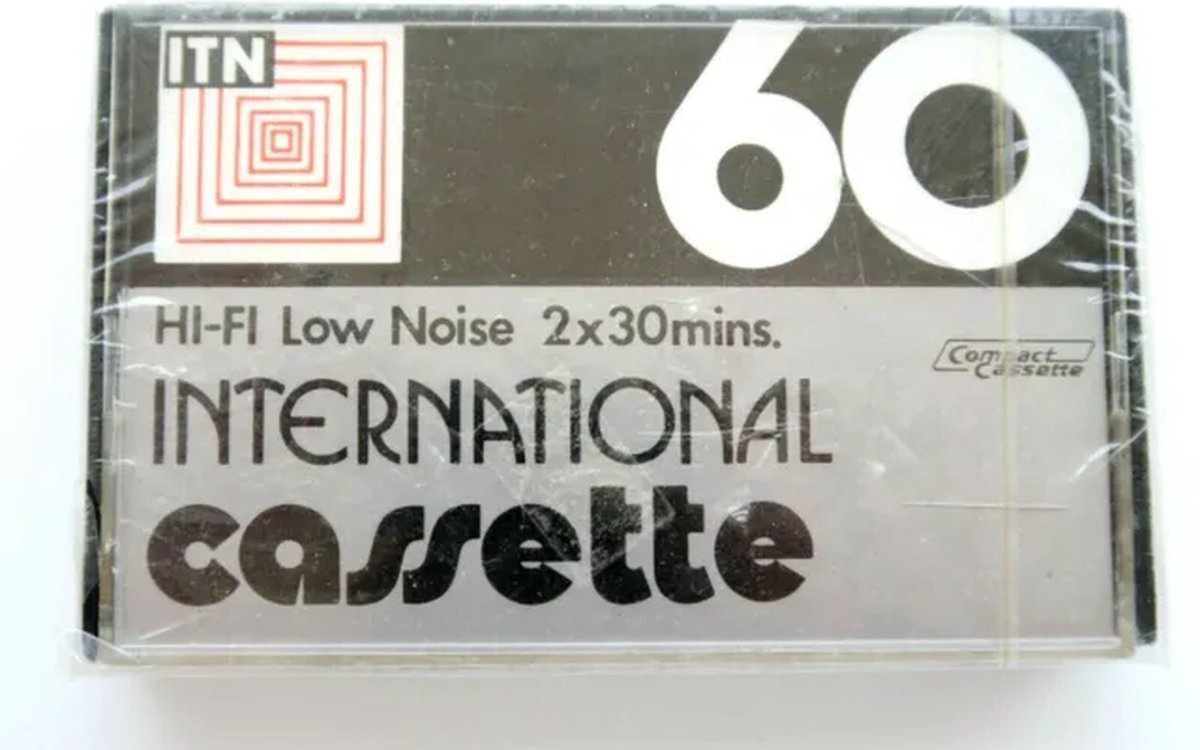 ITN
60
HI-FI Low Noise 2x30mins.
Compact
Cassette
INTERNATIONAL
cassette